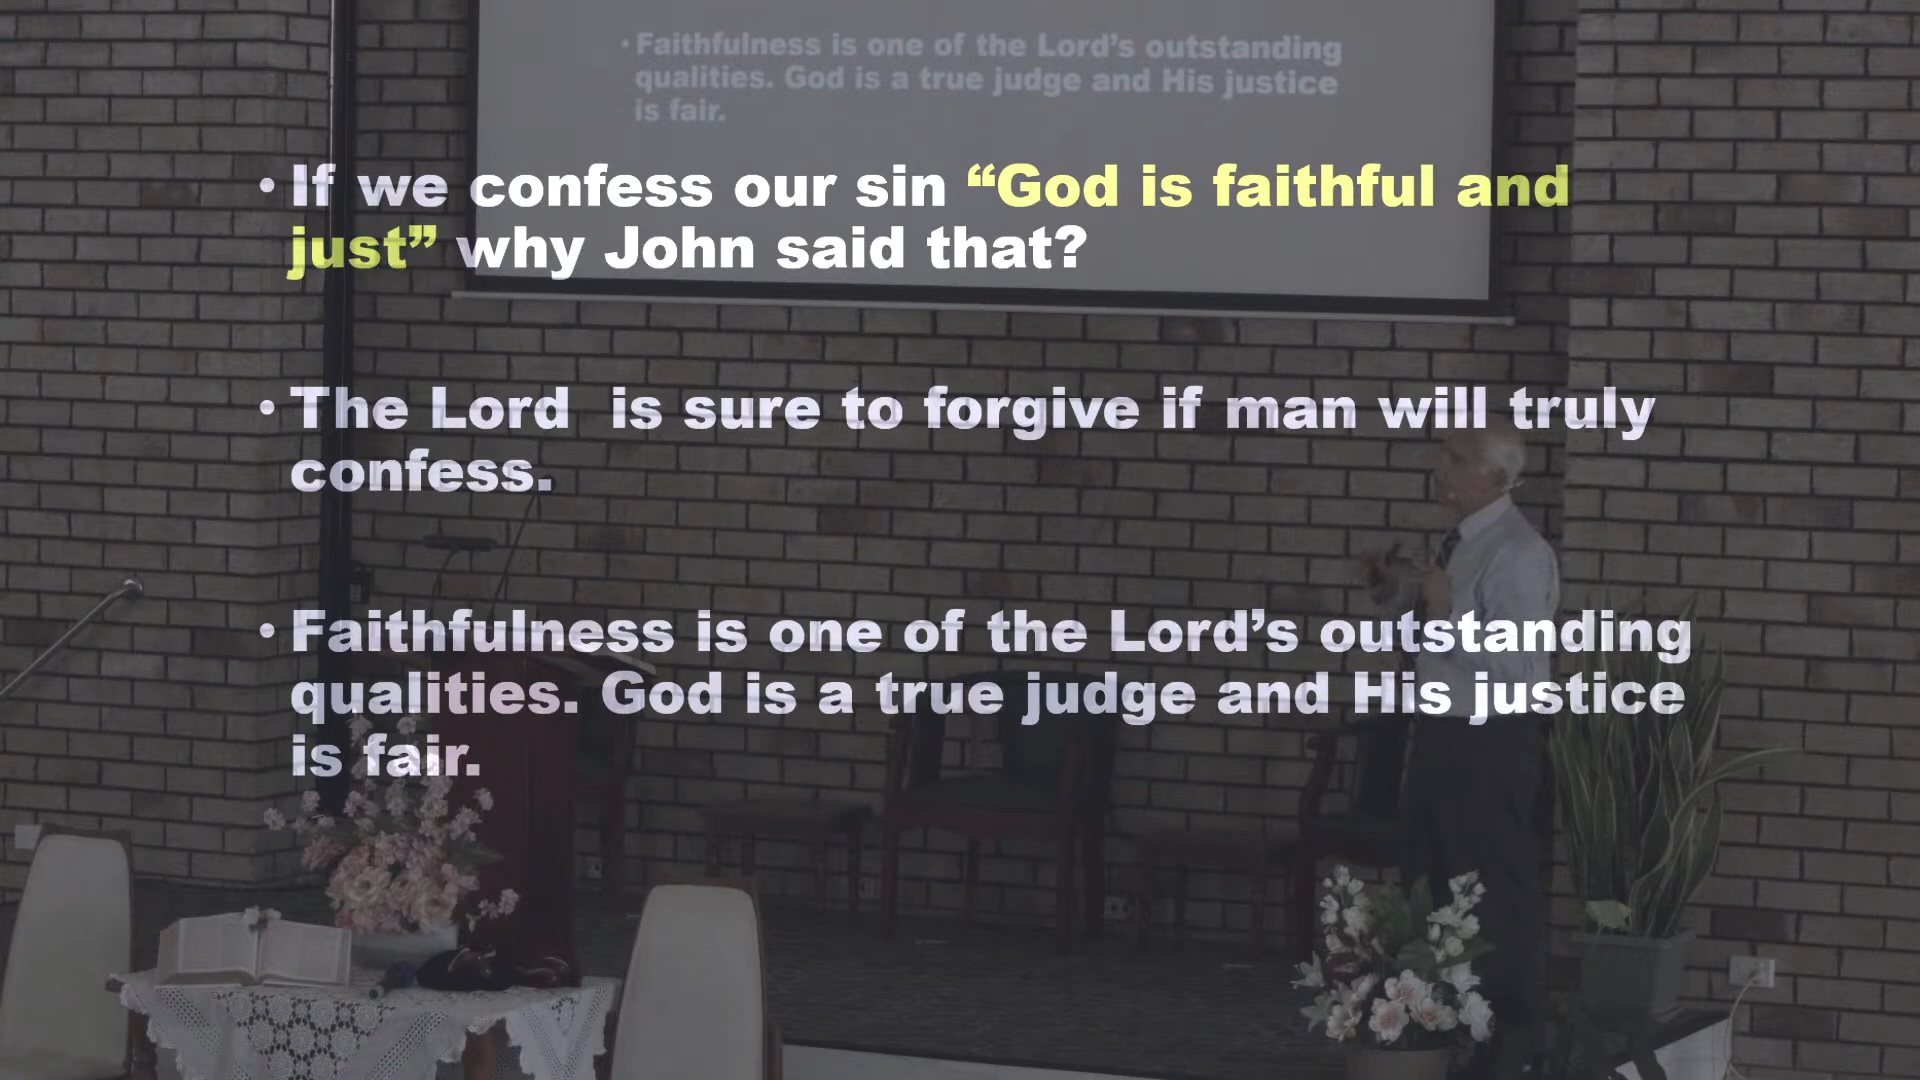 • Faithfulness is one of the Lord’s outstanding
qualities. God is a true judge and His justice
is fair.
• If we confess our sin “God is faithful and
just” why John said that?
• The Lord  is sure to forgive if man will truly
confess.
• Faithfulness is one of the Lord’s outstanding
qualities. God is a true judge and His justice
is fair.